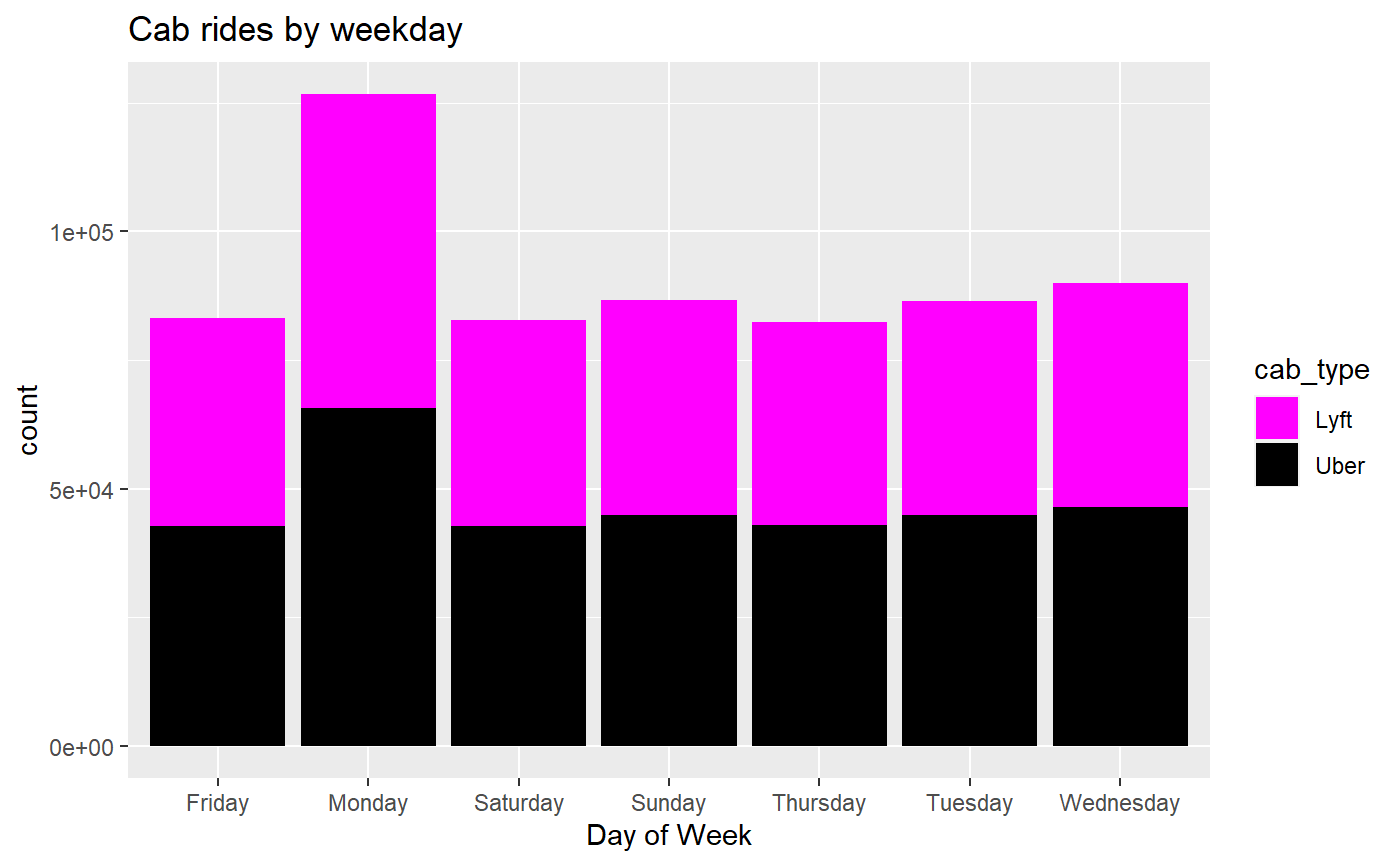 Cab rides by weekday
1e+05
5e+04
0e+00
count
Friday Monday Saturday Sunday Thursday Tuesday Wednesday
Day of Week
cab_type
Lyft
Uber